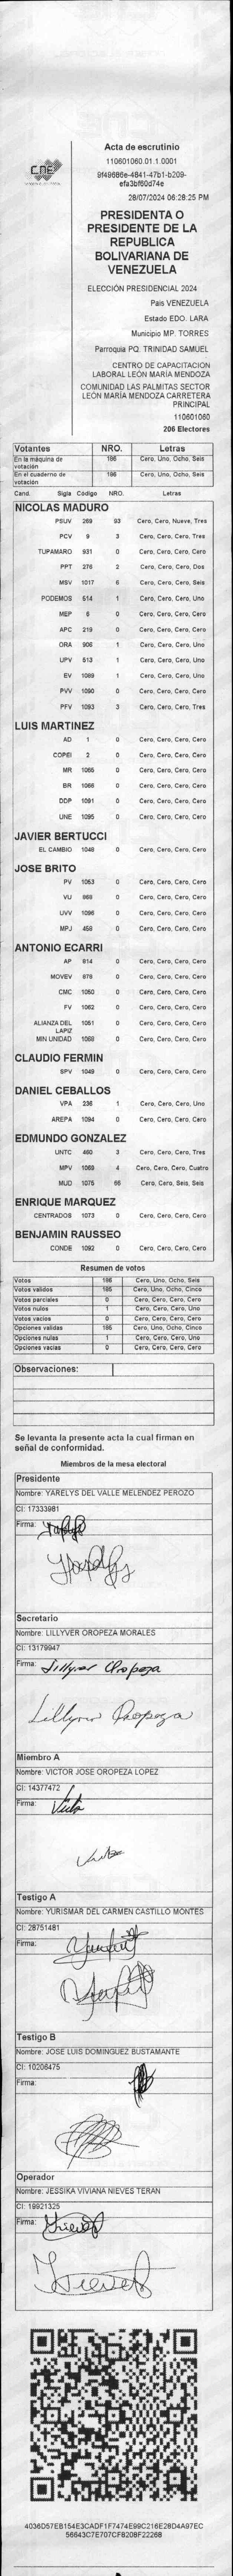 CNE
Acta de escrutinio
110601060.01.1.0001
9f49686e-4841-47b1-b209-
efa3bf60d74e
28/07/2024 06:28:25 PM
PRESIDENTA O
PRESIDENTE DE LA
REPUBLICA
BOLIVARIANA DE
VENEZUELA
ELECCIÓN PRESIDENCIAL 2024
País VENEZUELA
Estado EDO. LARA
Municipio MP. TORRES
Parroquia PQ. TRINIDAD SAMUEL
CENTRO DE CAPACITACION
LABORAL LEÓN MARÍA MENDOZA
COMUNIDAD LAS PALMITAS SECTOR
LEÓN MARÍA MENDOZA CARRETERA
PRINCIPAL
110601060
206 Electores
Votantes NRO. Letras
En la máquina de votación 186 Cero, Uno, Ocho, Seis
En el cuaderno de votación 186 Cero, Uno, Ocho, Seis
Cand. Sigla Código NRO. Letras
NICOLAS MADURO
PSUV 269 93 Cero, Cero, Nueve, Tres
PCV 9 3 Cero, Cero, Cero, Tres
TUPAMARO 931 0 Cero, Cero, Cero, Cero
PPT 276 2 Cero, Cero, Cero, Dos
MSV 1017 6 Cero, Cero, Cero, Seis
PODEMOS 514 1 Cero, Cero, Cero, Uno
MEP 6 0 Cero, Cero, Cero, Cero
APC 219 0 Cero, Cero, Cero, Cero
ORA 906 1 Cero, Cero, Cero, Uno
UPV 513 1 Cero, Cero, Cero, Uno
EV 1089 1 Cero, Cero, Cero, Uno
PVV 1090 0 Cero, Cero, Cero, Cero
PFV 1093 3 Cero, Cero, Cero, Tres
LUIS MARTINEZ
AD 1 0 Cero, Cero, Cero, Cero
COPEI 2 0 Cero, Cero, Cero, Cero
MR 1065 0 Cero, Cero, Cero, Cero
BR 1066 0 Cero, Cero, Cero, Cero
DDP 1091 0 Cero, Cero, Cero, Cero
UNE 1095 0 Cero, Cero, Cero, Cero
JAVIER BERTUCCI
EL CAMBIO 1048 0 Cero, Cero, Cero, Cero
JOSE BRITO
PV 1053 0 Cero, Cero, Cero, Cero
VU 868 0 Cero, Cero, Cero, Cero
UVV 1096 0 Cero, Cero, Cero, Cero
MPJ 458 0 Cero, Cero, Cero, Cero
ANTONIO ECARRI
AP 814 0 Cero, Cero, Cero, Cero
MOVEV 878 0 Cero, Cero, Cero, Cero
CMC 1050 0 Cero, Cero, Cero, Cero
FV 1062 0 Cero, Cero, Cero, Cero
ALIANZA DEL LAPIZ 1051 0 Cero, Cero, Cero, Cero
MIN UNIDAD 1088 0 Cero, Cero, Cero, Cero
CLAUDIO FERMIN
SPV 1049 0 Cero, Cero, Cero, Cero
DANIEL CEBALLOS
VPA 236 1 Cero, Cero, Cero, Uno
AREPA 1094 0 Cero, Cero, Cero, Cero
EDMUNDO GONZALEZ
UNTC 460 3 Cero, Cero, Cero, Tres
MPV 1069 4 Cero, Cero, Cero, Cuatro
MUD 1075 66 Cero, Cero, Seis, Seis
ENRIQUE MARQUEZ
CENTRADOS 1073 0 Cero, Cero, Cero, Cero
BENJAMIN RAUSSEO
CONDE 1092 0 Cero, Cero, Cero, Cero
Resumen de votos
Votos 186 Cero, Uno, Ocho, Seis
Votos validos 185 Cero, Uno, Ocho, Cinco
Votos parciales 0 Cero, Cero, Cero, Cero
Votos nulos 1 Cero, Cero, Cero, Uno
Votos vacios 0 Cero, Cero, Cero, Cero
Opciones validas 185 Cero, Uno, Ocho, Cinco
Opciones nulas 1 Cero, Cero, Cero, Uno
Opciones vacias 0 Cero, Cero, Cero, Cero
Observaciones:
Se levanta la presente acta la cual firman en
señal de conformidad.
Miembros de la mesa electoral
Presidente
Nombre: YARELYS DEL VALLE MELENDEZ PEROZO
CI: 17333981
Firma:
Secretario
Nombre: LILLYVER OROPEZA MORALES
CI: 13179947
Firma: Lillyver Oropeza
Lillyver Oropeza
Miembro A
Nombre: VICTOR JOSE OROPEZA LOPEZ
CI: 14377472
Firma:
Testigo A
Nombre: YURISMAR DEL CARMEN CASTILLO MONTES
CI: 28751481
Firma:
Testigo B
Nombre: JOSE LUIS DOMINGUEZ BUSTAMANTE
CI: 10206475
Firma:
Operador
Nombre: JESSIKA VIVIANA NIEVES TERAN
CI: 19921325
Firma:
4036D57EB154E3CADF1F7474E99C216E28D4A97EC
56643C7E707CF8208F22268